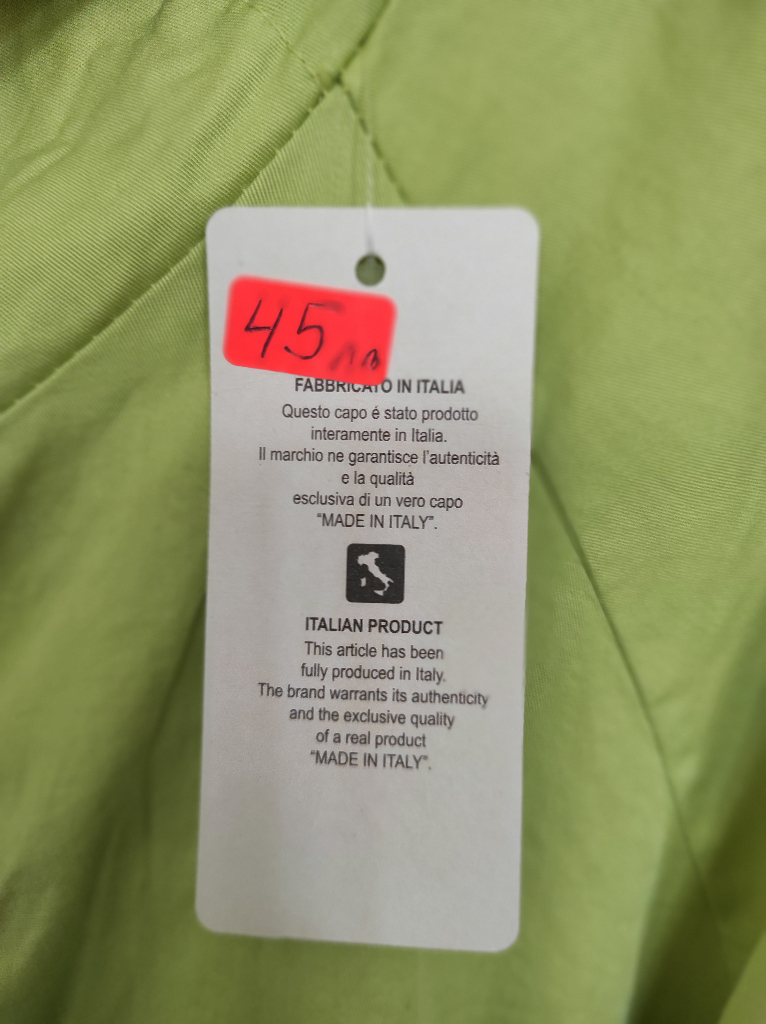 45 лв
FABBRICATO IN ITALIA
Questo capo é stato prodotto
interamente in Italia.
Il marchio ne garantisce l'autenticità
e la qualità
esclusiva di un vero capo
“MADE IN ITALY”.
ITALIAN PRODUCT
This article has been
fully produced in Italy.
The brand warrants its authenticity
and the exclusive quality
of a real product
“MADE IN ITALY”.